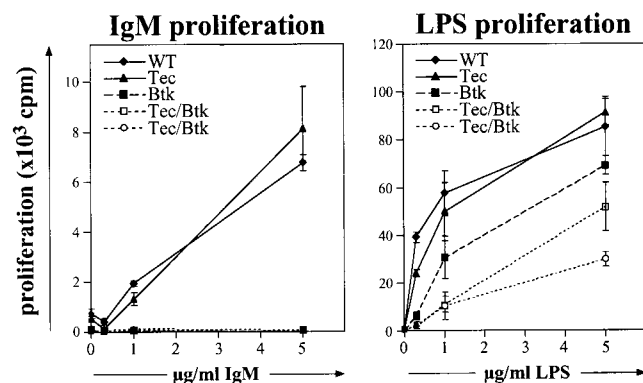 IgM proliferation
LPS proliferation
proliferation (x10³ cpm)
10
8
6
4
2
0
WT
Tec
Btk
Tec/Btk
Tec/Btk
0 1 2 3 4 5
μg/ml IgM
120
100
80
60
40
20
0
WT
Tec
Btk
Tec/Btk
Tec/Btk
0 1 2 3 4 5
μg/ml LPS